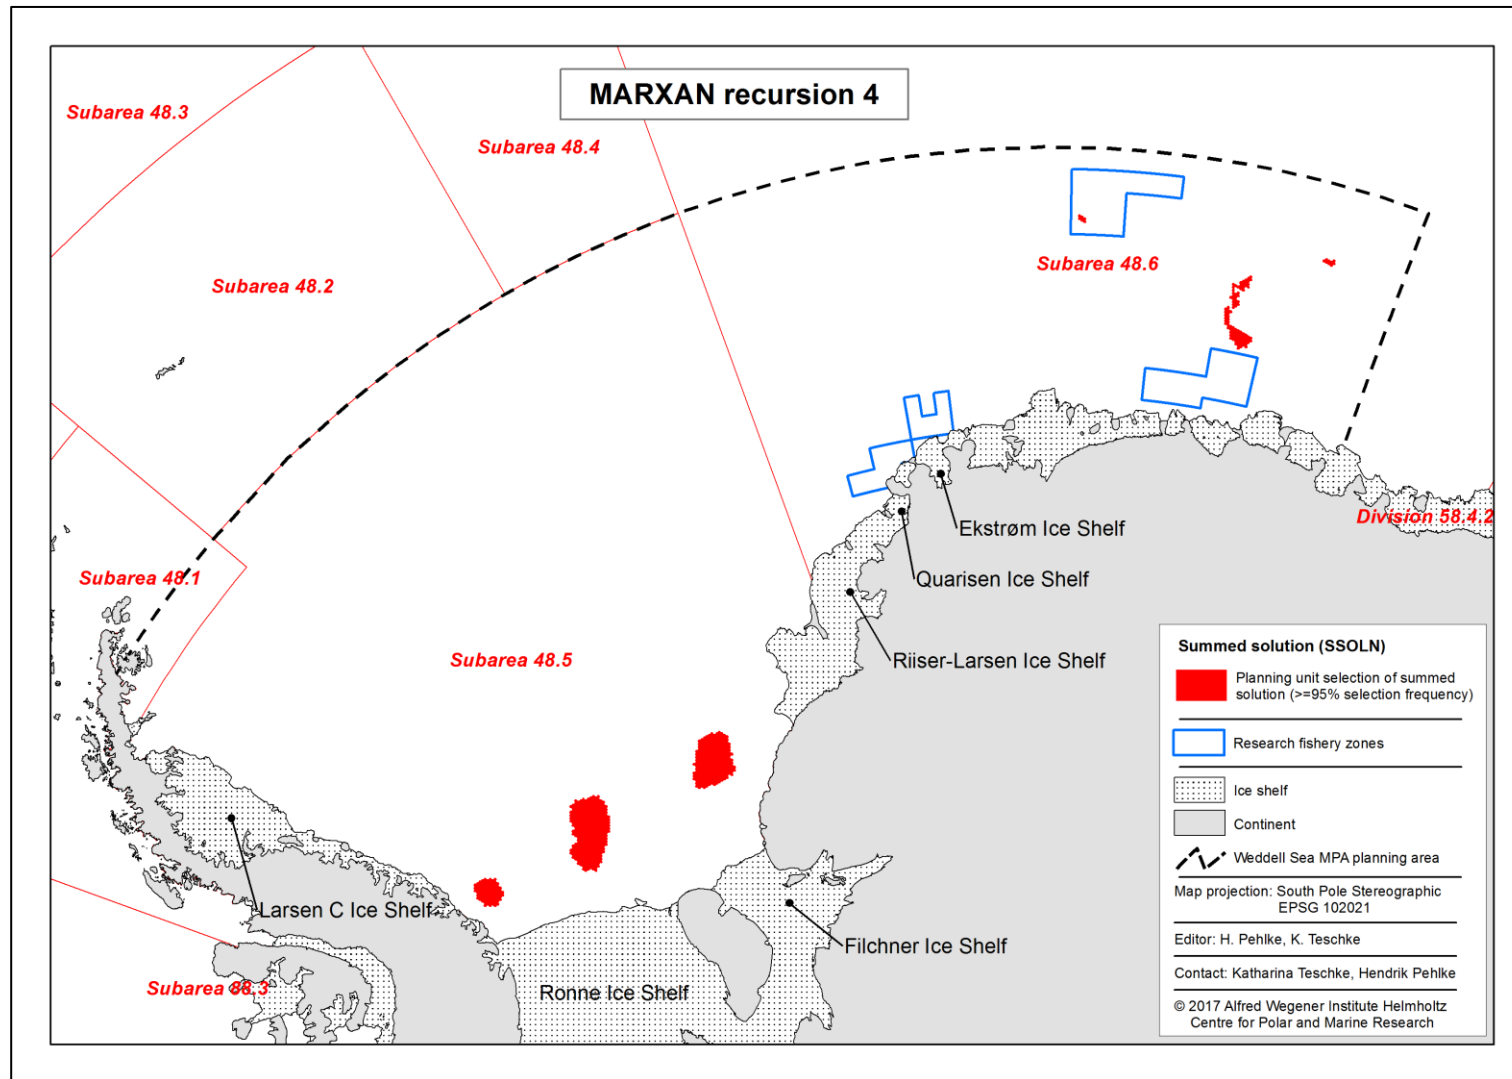 MARXAN recursion 4
Subarea 48.3
Subarea 48.4
Subarea 48.2
Subarea 48.6
Division 58.4.2
Ekstrøm Ice Shelf
Subarea 48.1
Quarisen Ice Shelf
Subarea 48.5
Riiser-Larsen Ice Shelf
Larsen C Ice Shelf
Filchner Ice Shelf
Subarea 88.3
Ronne Ice Shelf
Summed solution (SSOLN)
Planning unit selection of summed
solution (>=95% selection frequency)
Research fishery zones
Ice shelf
Continent
Weddell Sea MPA planning area
Map projection: South Pole Stereographic
EPSG 102021
Editor: H. Pehlke, K. Teschke
Contact: Katharina Teschke, Hendrik Pehlke
© 2017 Alfred Wegener Institute Helmholtz
Centre for Polar and Marine Research